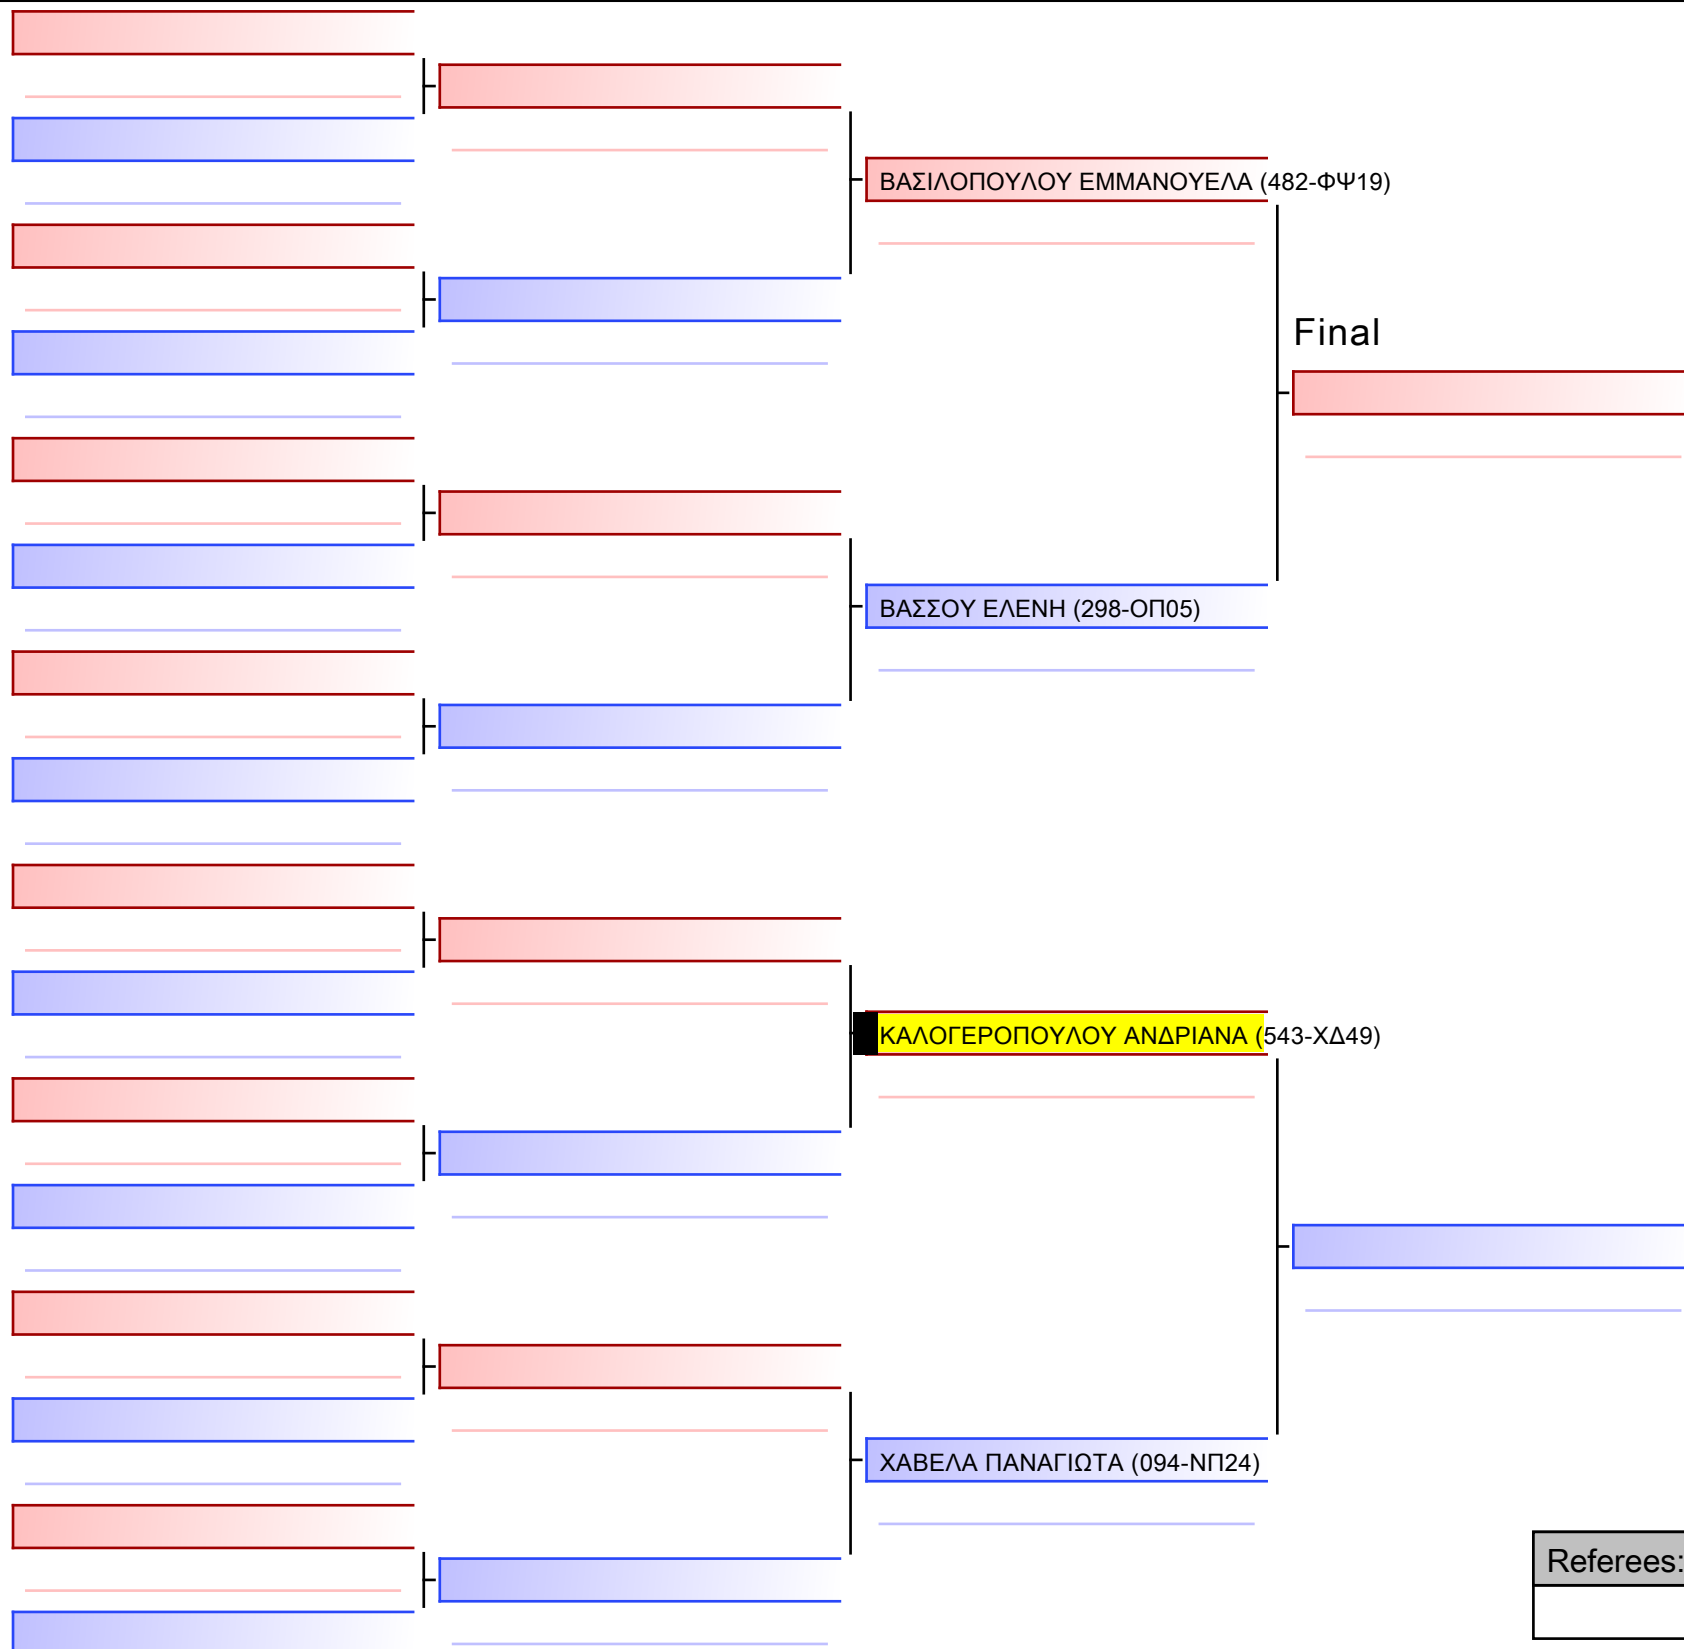 ΒΑΣΙΛΟΠΟΥΛΟΥ ΕΜΜΑΝΟΥΕΛΑ (482-ΦΨ19)
Final
ΒΑΣΣΟΥ ΕΛΕΝΗ (298-ΟΠ05)
ΚΑΛΟΓΕΡΟΠΟΥΛΟΥ ΑΝΔΡΙΑΝΑ (543-ΧΔ49)
ΧΑΒΕΛΑ ΠΑΝΑΓΙΩΤΑ (094-ΝΠ24)
Referees: